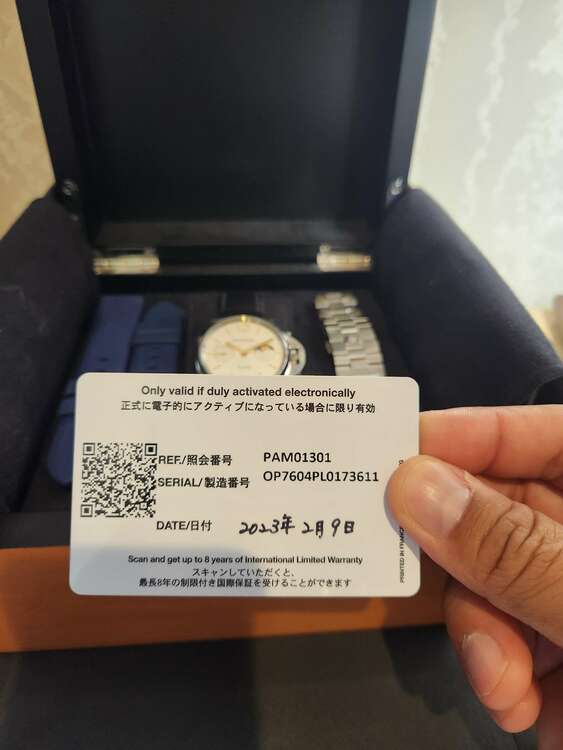 Only valid if duly activated electronically
正式に電子的にアクティブになっている場合に限り有効
REF./照会番号 PAM01301
SERIAL/製造番号 OP7604PL0173611
DATE/日付 2023年2月9日
Scan and get up to 8 years of International Limited Warranty
スキャンしていただくと、
最長8年の制限付き国際保証を受けることができます
PRINTED IN FRANCE